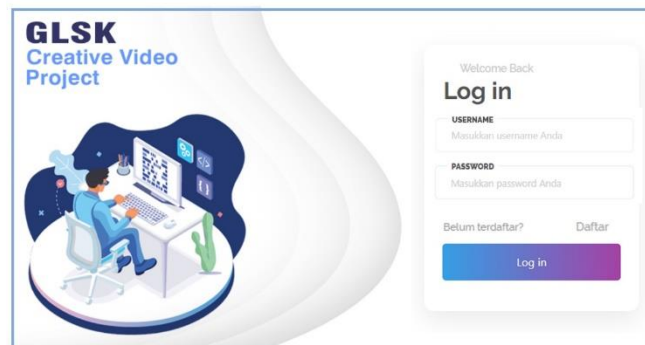 GLSK
Creative Video
Project
Welcome Back
Log in
USERNAME
Masukkan username Anda
PASSWORD
Masukkan password Anda
Belum terdaftar? Daftar
Log in